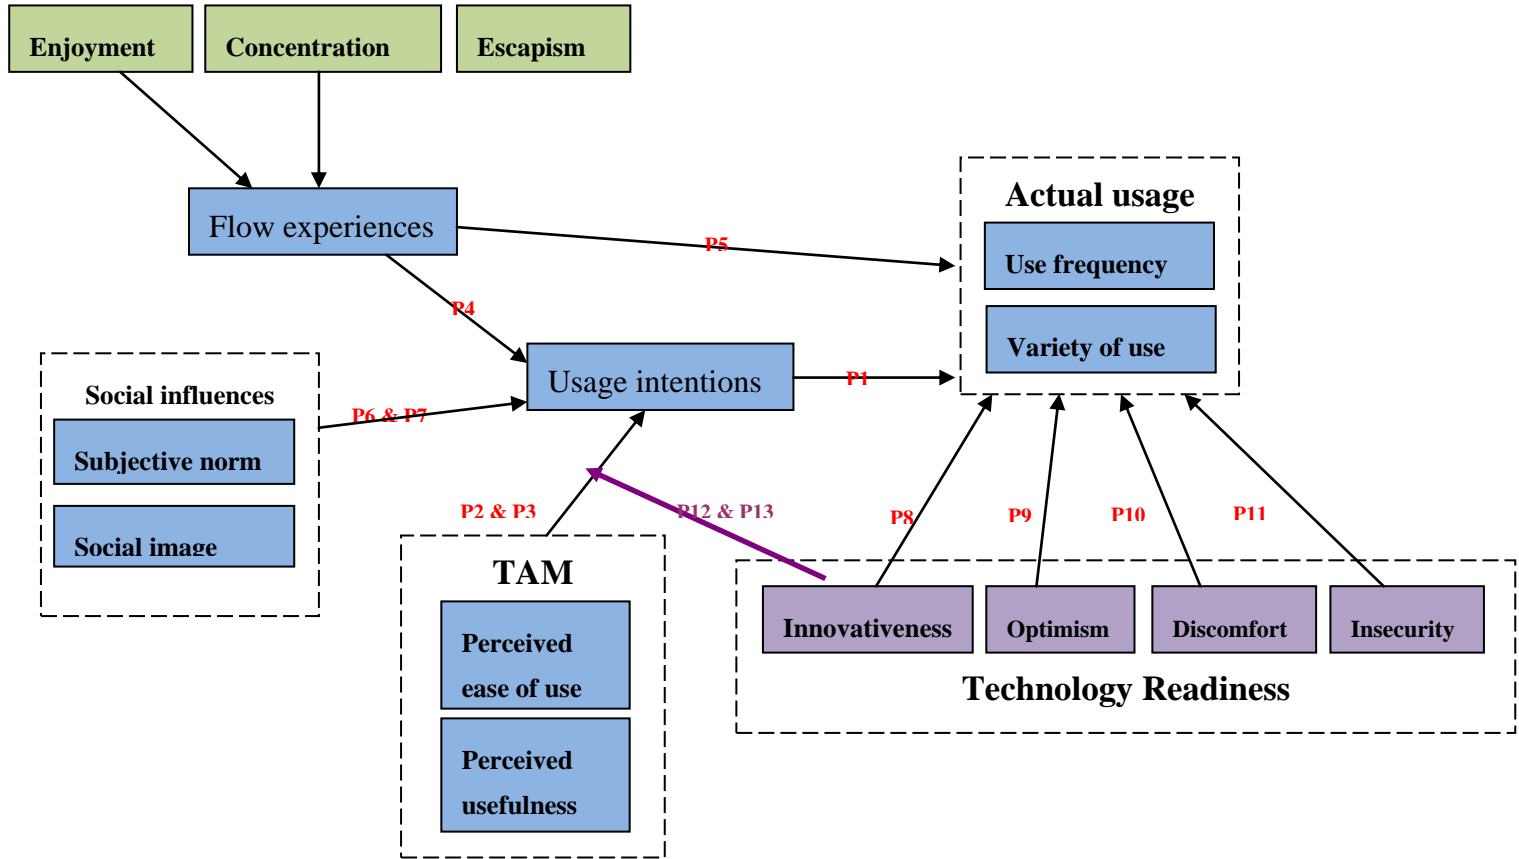 Enjoyment
Concentration
Escapism
Actual usage
Flow experiences
P5
Use frequency
P4
Variety of use
Usage intentions
P1
Social influences
P6 & P7
Subjective norm
Social image
P2 & P3
P12 & P13
P8
P9
P10
P11
TAM
Perceived
ease of use
Perceived
usefulness
Innovativeness
Optimism
Discomfort
Insecurity
Technology Readiness